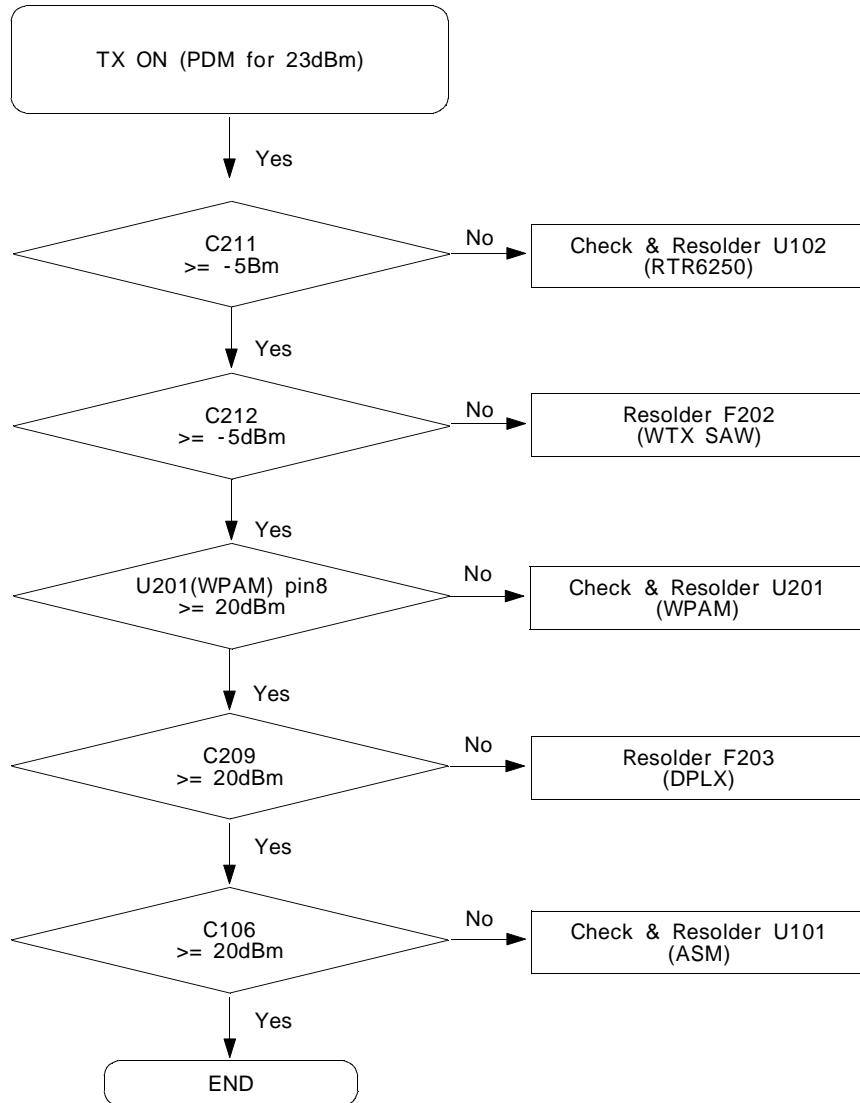 TX ON (PDM for 23dBm)
Yes
C211
>= -5Bm
No
Check & Resolder U102
(RTR6250)
Yes
C212
>= -5dBm
No
Resolder F202
(WTX SAW)
Yes
U201(WPAM) pin8
>= 20dBm
No
Check & Resolder U201
(WPAM)
Yes
C209
>= 20dBm
No
Resolder F203
(DPLX)
Yes
C106
>= 20dBm
No
Check & Resolder U101
(ASM)
Yes
END